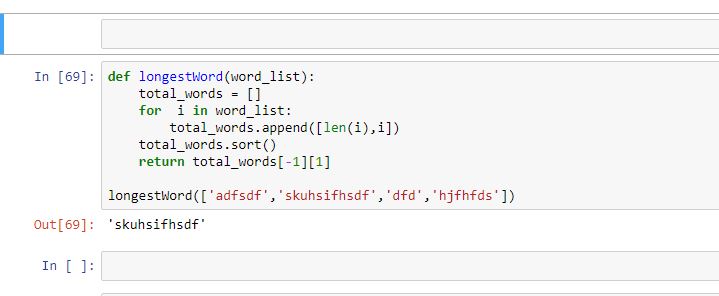 In [69]: def longestWord(word_list):
    total_words = []
    for  i in word_list:
        total_words.append([len(i),i])
    total_words.sort()
    return total_words[-1][1]
longestWord(['adfsdf','skuhsifhsdf','dfd','hjfhfds'])
Out[69]: 'skuhsifhsdf'
In [ ]: